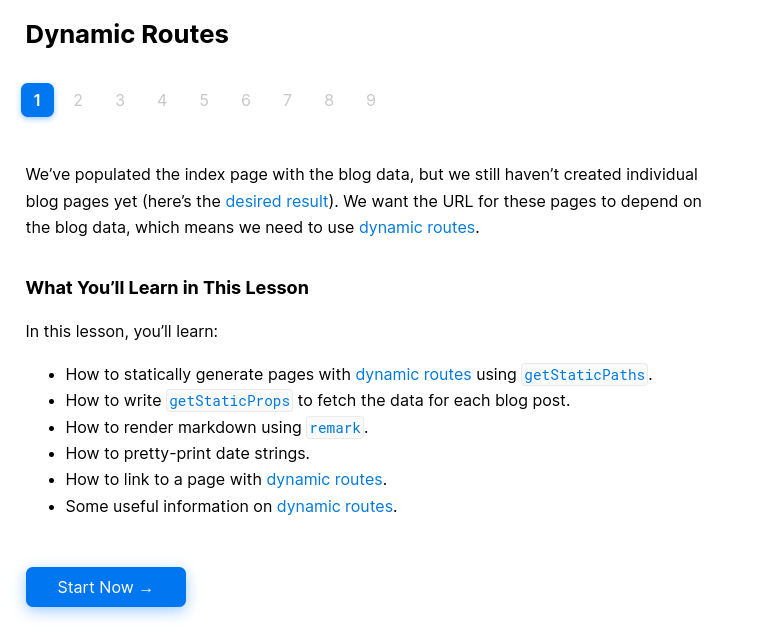 Dynamic Routes
1 2 3 4 5 6 7 8 9
We’ve populated the index page with the blog data, but we still haven’t created individual
blog pages yet (here’s the desired result). We want the URL for these pages to depend on
the blog data, which means we need to use dynamic routes.
What You’ll Learn in This Lesson
In this lesson, you’ll learn:
• How to statically generate pages with dynamic routes using getStaticPaths.
• How to write getStaticProps to fetch the data for each blog post.
• How to render markdown using remark.
• How to pretty-print date strings.
• How to link to a page with dynamic routes.
• Some useful information on dynamic routes.
Start Now →